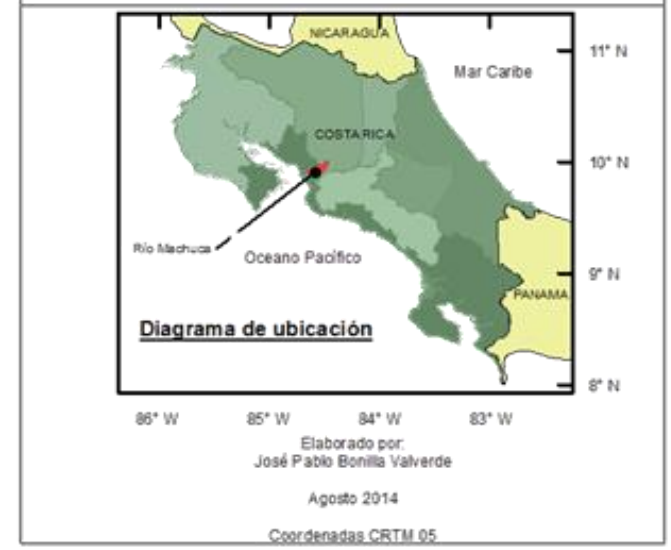 NICARAGUA
11° N
Mar Caribe
COSTA RICA
10° N
Río Machuca
Oceano Pacífico
9° N
PANAMA
Diagrama de ubicación
8° N
86° W 85° W 84° W 83° W
Elaborado por:
José Pablo Bonilla Valverde
Agosto 2014
Coordenadas CRTM 05